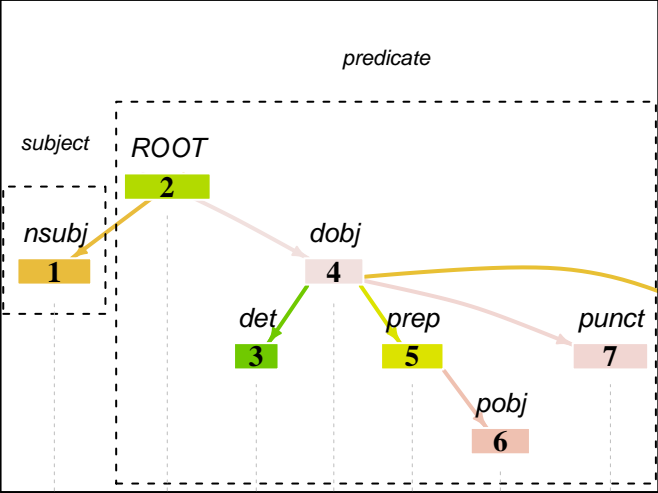 predicate
subject
ROOT
2
nsubj
dobj
1
4
det
prep
punct
3
5
7
pobj
6